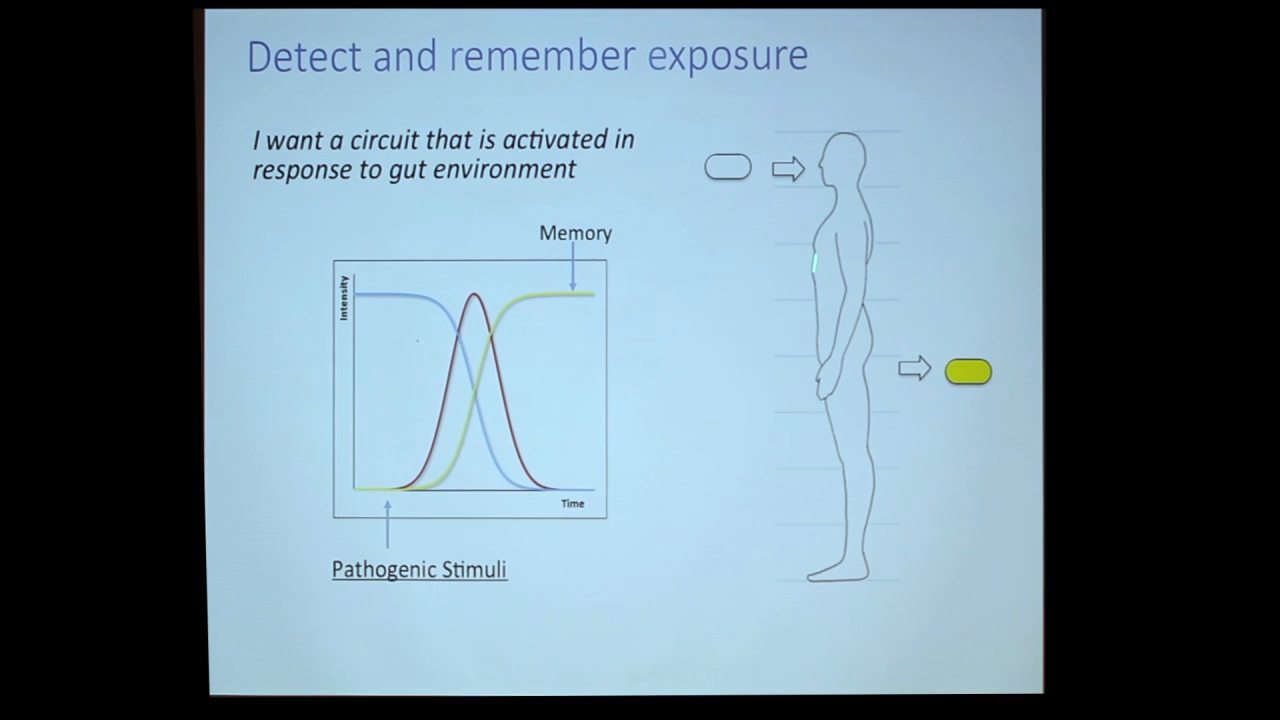 Detect and remember exposure
I want a circuit that is activated in
response to gut environment
Memory
Intensity
Time
Pathogenic Stimuli